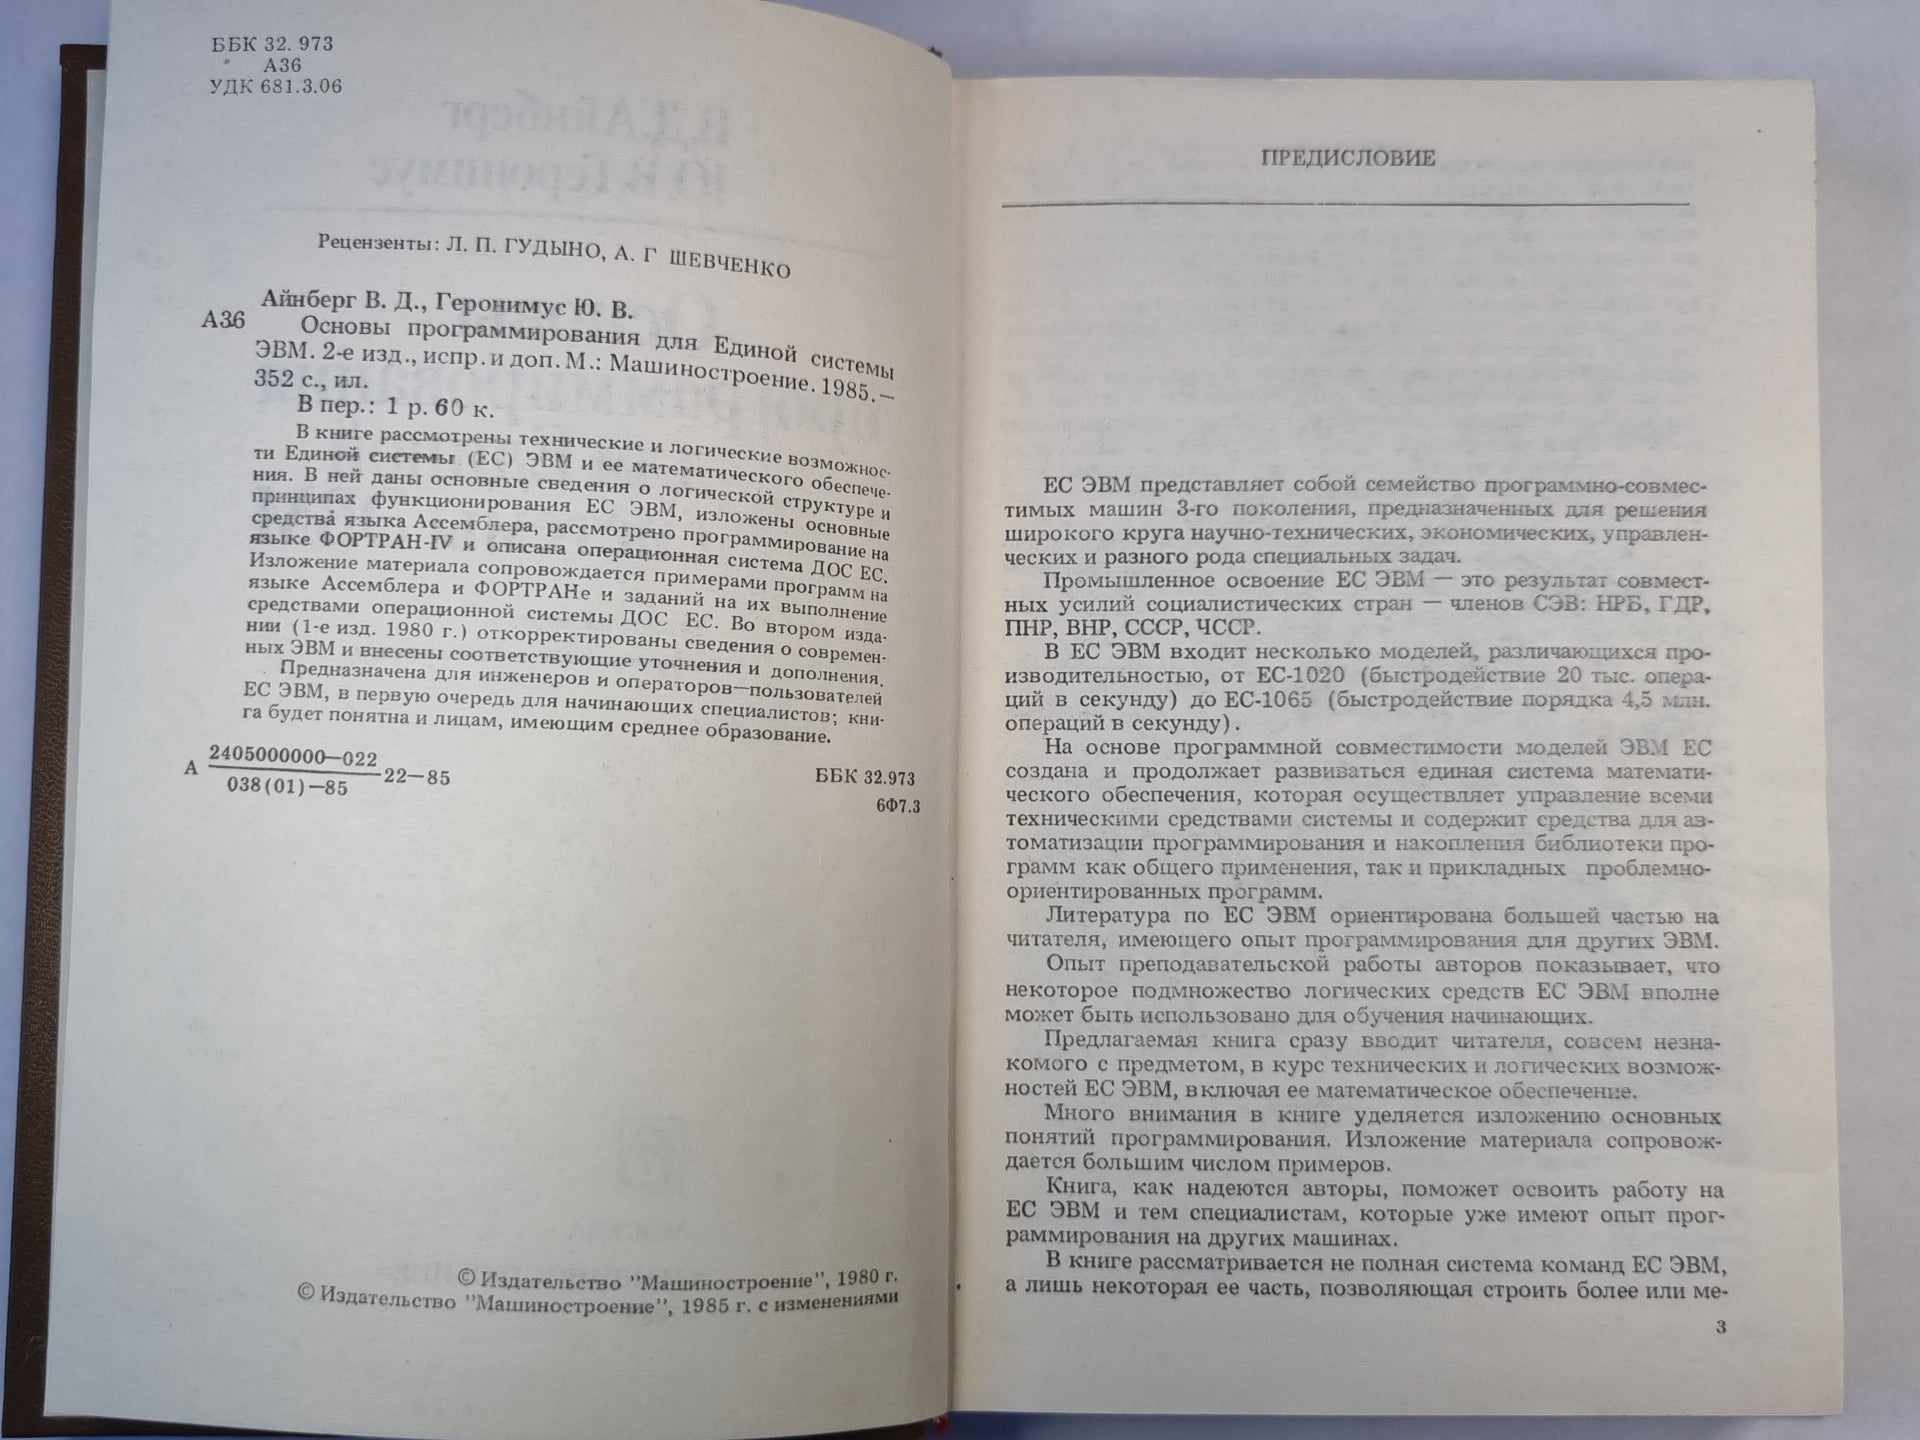 ББК 32. 973
А36
УДК 681.3.06
Рецензенты: Л. П. ГУДЫНО, А. Г ШЕВЧЕНКО
Айнберг В. Д., Геронимус Ю. В.
А36 Основы программирования для Единой системы
ЭВМ. 2-е изд., испр. и доп. М.: Машиностроение. 1985.—
352 с., ил.
В пер.: 1 р. 60 к.
В книге рассмотрены технические и логические возможнос-
ти Единой системы (ЕС) ЭВМ и ее математического обеспече-
ния. В ней даны основные сведения о логической структуре и
принципах функционирования ЕС ЭВМ, изложены основные
средства языка Ассемблера, рассмотрено программирование на
языке ФОРТРАН-IV и описана операционная система ДОС ЕС.
Изложение материала сопровождается примерами программ на
языке Ассемблера и ФОРТРАНе и заданий на их выполнение
средствами операционной системы ДОС ЕС. Во втором изда-
нии (1-е изд. 1980 г.) откорректированы сведения о современ-
ных ЭВМ и внесены соответствующие уточнения и дополнения.
Предназначена для инженеров и операторов—пользователей
ЕС ЭВМ, в первую очередь для начинающих специалистов; кни-
га будет понятна и лицам, имеющим среднее образование.
А 2405000000—022
038(01)—85 22—85
ББК 32.973
6Ф7.3
© Издательство "Машиностроение", 1980 г.
© Издательство "Машиностроение", 1985 г. с изменениями
ПРЕДИСЛОВИЕ
ЕС ЭВМ представляет собой семейство программно-совмес-
тимых машин 3-го поколения, предназначенных для решения
широкого круга научно-технических, экономических, управлен-
ческих и разного рода специальных задач.
Промышленное освоение ЕС ЭВМ — это результат совмест-
ных усилий социалистических стран — членов СЭВ: НРБ, ГДР,
ПНР, ВНР, СССР, ЧССР.
В ЕС ЭВМ входит несколько моделей, различающихся про-
изводительностью, от ЕС-1020 (быстродействие 20 тыс. опера-
ций в секунду) до ЕС-1065 (быстродействие порядка 4,5 млн.
операций в секунду).
На основе программной совместимости моделей ЭВМ ЕС
создана и продолжает развиваться единая система математи-
ческого обеспечения, которая осуществляет управление всеми
техническими средствами системы и содержит средства для ав-
томатизации программирования и накопления библиотеки про-
грамм как общего применения, так и прикладных проблемно-
ориентированных программ.
Литература по ЕС ЭВМ ориентирована большей частью на
читателя, имеющего опыт программирования для других ЭВМ.
Опыт преподавательской работы авторов показывает, что
некоторое подмножество логических средств ЕС ЭВМ вполне
может быть использовано для обучения начинающих.
Предлагаемая книга сразу вводит читателя, совсем незна-
комого с предметом, в курс технических и логических возмож-
ностей ЕС ЭВМ, включая ее математическое обеспечение.
Много внимания в книге уделяется изложению основных
понятий программирования. Изложение материала сопровож-
дается большим числом примеров.
Книга, как надеются авторы, поможет освоить работу на
ЕС ЭВМ и тем специалистам, которые уже имеют опыт прог-
раммирования на других машинах.
В книге рассматривается не полная система команд ЕС ЭВМ,
а лишь некоторая ее часть, позволяющая строить более или ме-
3